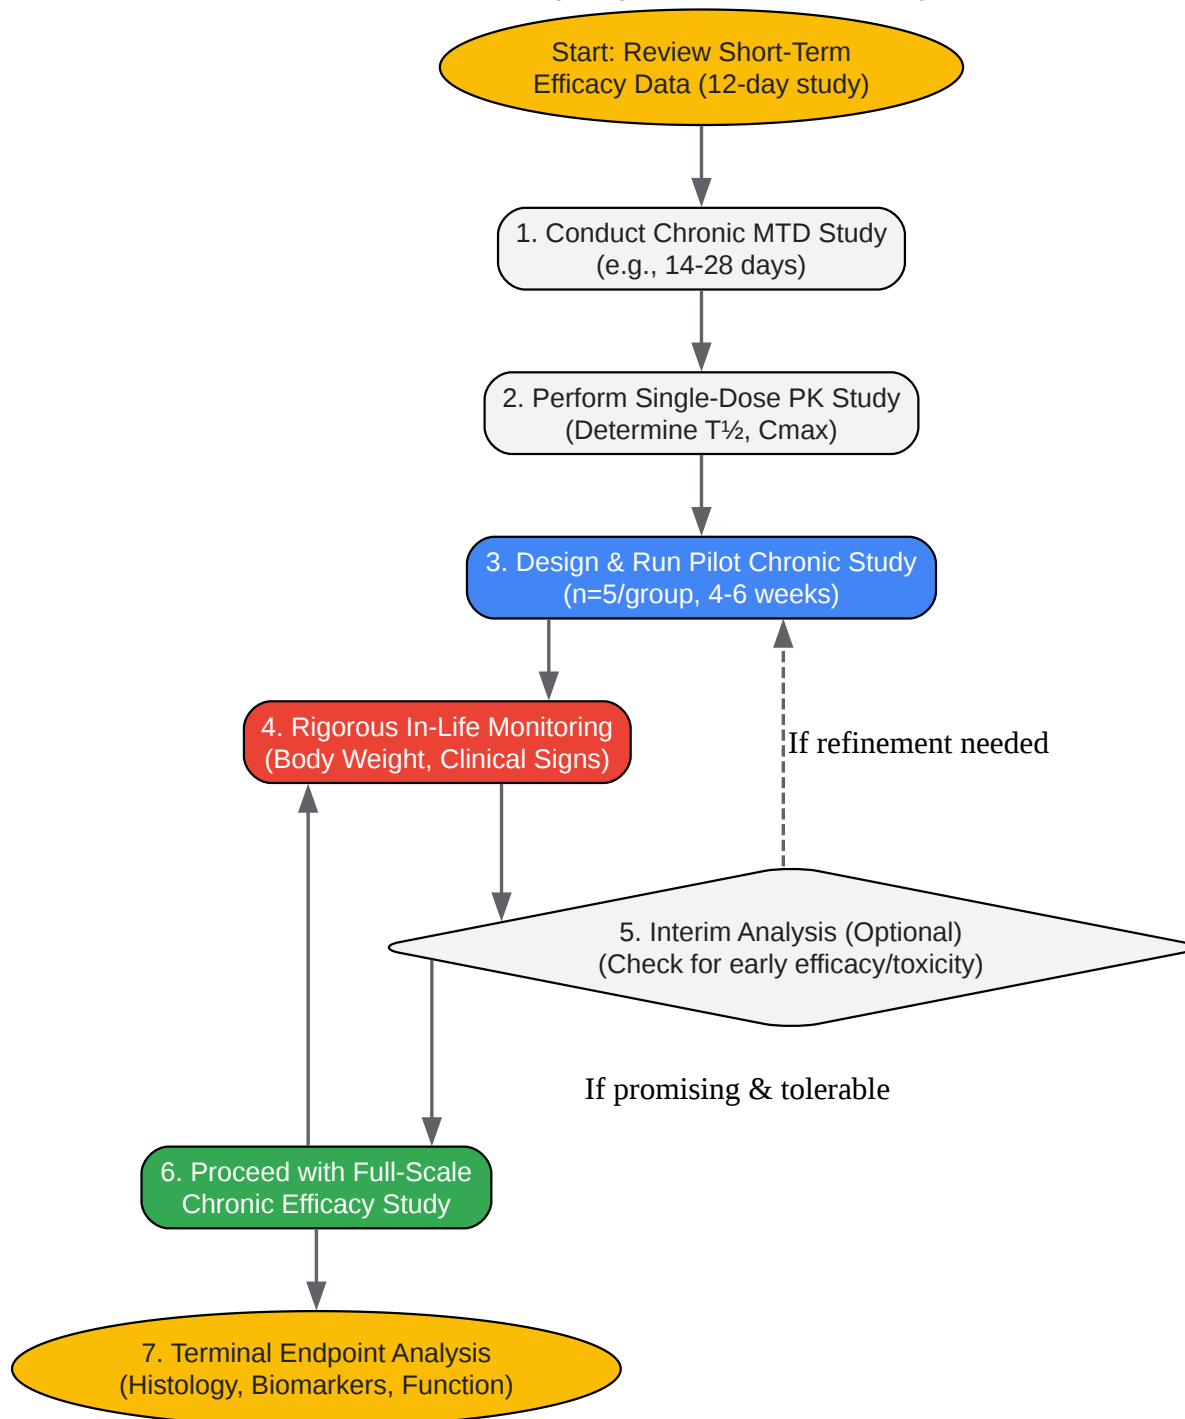 Start: Review Short-Term
Efficacy Data (12-day study)
1. Conduct Chronic MTD Study
(e.g., 14-28 days)
2. Perform Single-Dose PK Study
(Determine T½, Cmax)
3. Design & Run Pilot Chronic Study
(n=5/group, 4-6 weeks)
4. Rigorous In-Life Monitoring
(Body Weight, Clinical Signs)
If refinement needed
5. Interim Analysis (Optional)
(Check for early efficacy/toxicity)
If promising & tolerable
6. Proceed with Full-Scale
Chronic Efficacy Study
7. Terminal Endpoint Analysis
(Histology, Biomarkers, Function)